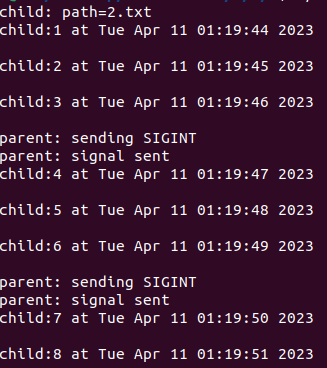 child: path=2.txt
child:1 at Tue Apr 11 01:19:44 2023
child:2 at Tue Apr 11 01:19:45 2023
child:3 at Tue Apr 11 01:19:46 2023
parent: sending SIGINT
parent: signal sent
child:4 at Tue Apr 11 01:19:47 2023
child:5 at Tue Apr 11 01:19:48 2023
child:6 at Tue Apr 11 01:19:49 2023
parent: sending SIGINT
parent: signal sent
child:7 at Tue Apr 11 01:19:50 2023
child:8 at Tue Apr 11 01:19:51 2023